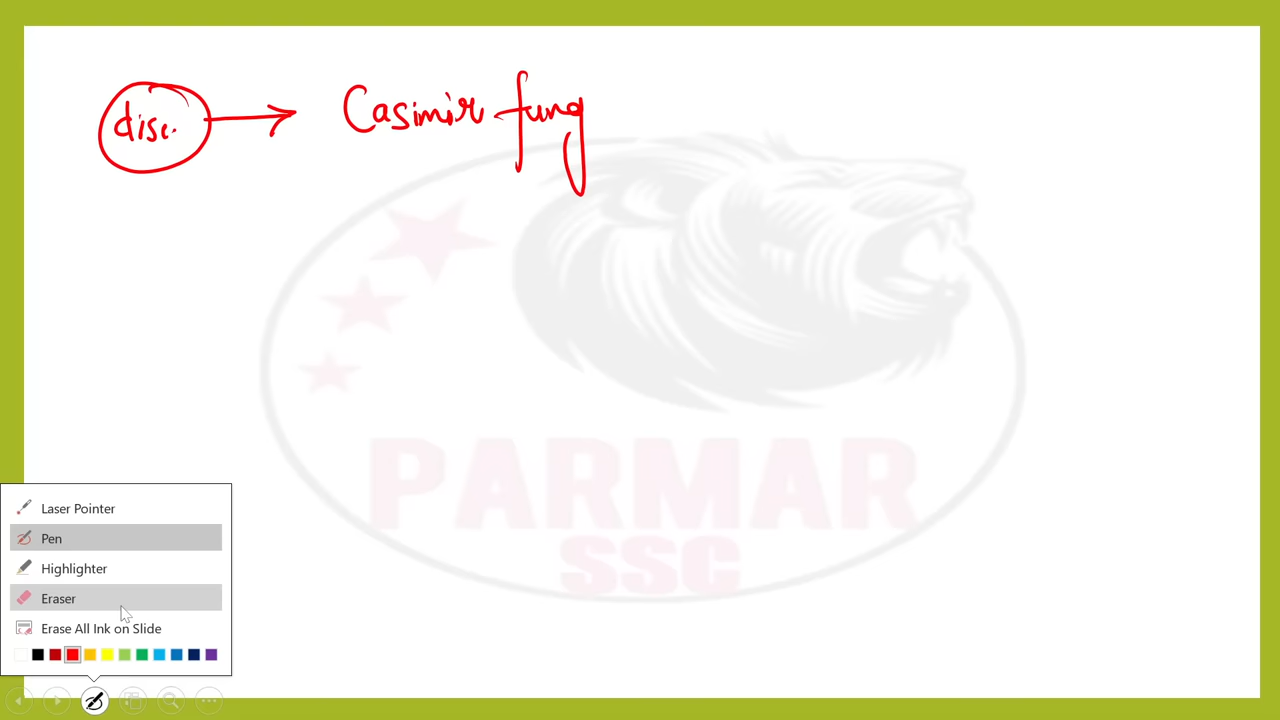 disc. → Casimir fung
PARMAR
SSC
Laser Pointer
Pen
Highlighter
Eraser
Erase All Ink on Slide